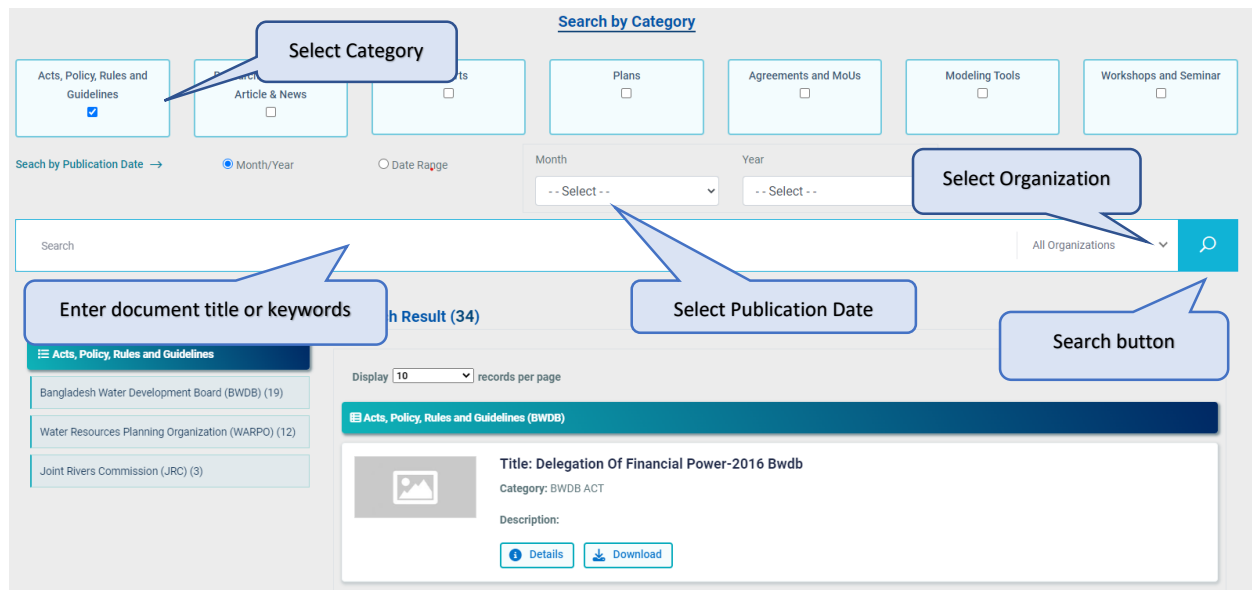 Search by Category
Select Category
Acts, Policy, Rules and
Guidelines
Article & News
Plans
Agreements and MoUs
Modeling Tools
Workshops and Seminar
Seach by Publication Date →
Month/Year
Date Range
Month
-- Select --
Year
-- Select --
Select Organization
Search
All Organizations
Enter document title or keywords
Select Publication Date
Search button
Result (34)
Acts, Policy, Rules and Guidelines
Bangladesh Water Development Board (BWDB) (19)
Water Resources Planning Organization (WARPO) (12)
Joint Rivers Commission (JRC) (3)
Display 10 records per page
Acts, Policy, Rules and Guidelines (BWDB)
Title: Delegation Of Financial Power-2016 Bwdb
Category: BWDB ACT
Description:
Details
Download